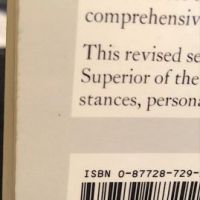 comprehensiv
This revised se
Superior of the
stances, persona
ISBN 0-87728-729-